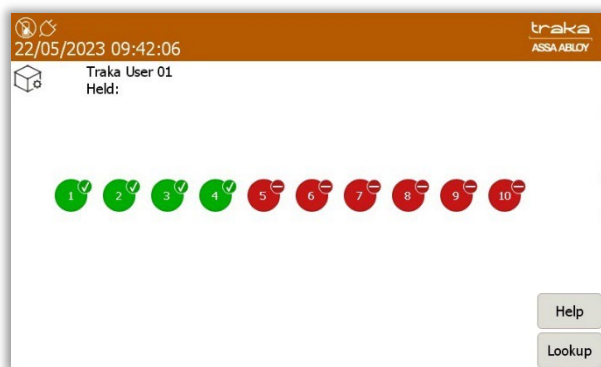 traka
22/05/2023 09:42:06
ASSA ABLOY
Traka User 01
Held:
1 2 3 4 5 6 7 8 9 10
Help
Lookup